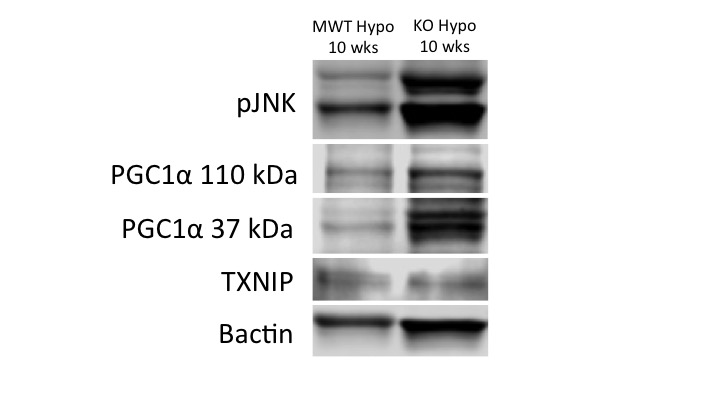 MWT Hypo KO Hypo
10 wks 10 wks
pJNK
PGC1α 110 kDa
PGC1α 37 kDa
TXNIP
Bactin